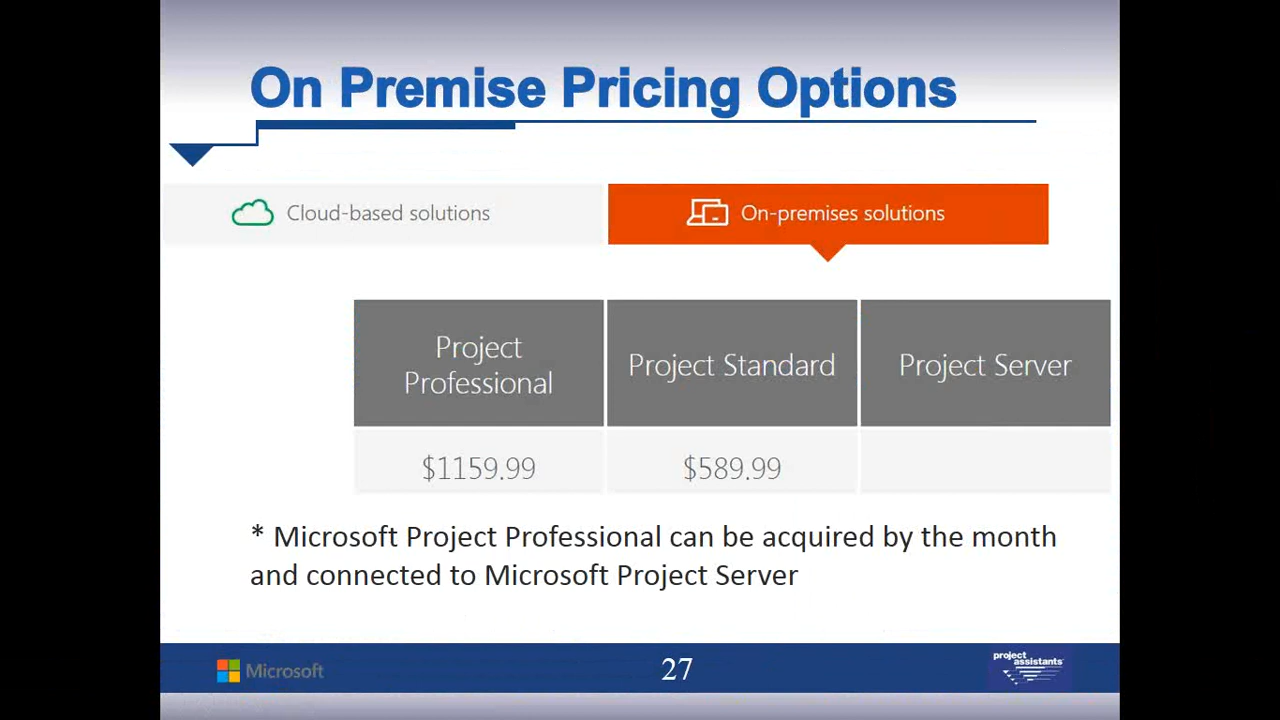 On Premise Pricing Options
Cloud-based solutions
On-premises solutions
Project
Professional
Project Standard
Project Server
$1159.99
$589.99
* Microsoft Project Professional can be acquired by the month
and connected to Microsoft Project Server
Microsoft
27
project
assistants